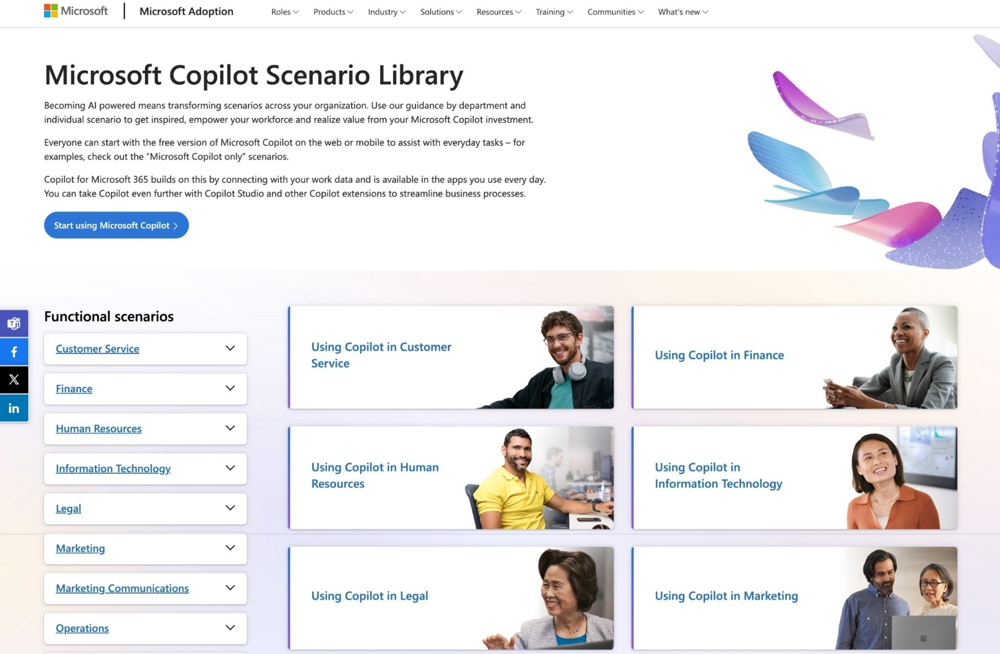 Microsoft
Microsoft Adoption
Roles
Products
Industry
Solutions
Resources
Training
Communities
What's new
Microsoft Copilot Scenario Library
Becoming AI powered means transforming scenarios across your organization. Use our guidance by department and
individual scenario to get inspired, empower your workforce and realize value from your Microsoft Copilot investment.
Everyone can start with the free version of Microsoft Copilot on the web or mobile to assist with everyday tasks – for
examples, check out the “Microsoft Copilot only” scenarios.
Copilot for Microsoft 365 builds on this by connecting with your work data and is available in the apps you use every day.
You can take Copilot even further with Copilot Studio and other Copilot extensions to streamline business processes.
Start using Microsoft Copilot
Functional scenarios
Customer Service
Finance
Human Resources
Information Technology
Legal
Marketing
Marketing Communications
Operations
Using Copilot in Customer
Service
Using Copilot in Finance
Using Copilot in Human
Resources
Using Copilot in
Information Technology
Using Copilot in Legal
Using Copilot in Marketing